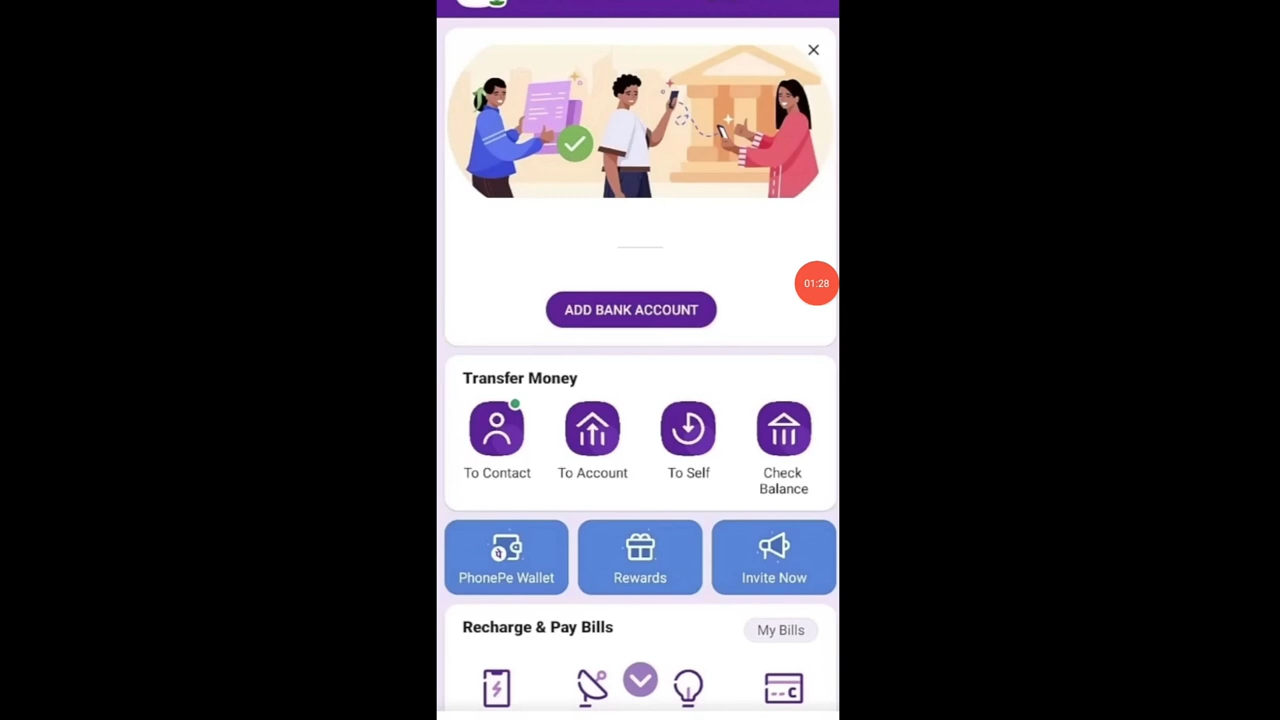 01:28
ADD BANK ACCOUNT
Transfer Money
To Contact
To Account
To Self
Check
Balance
PhonePe Wallet
Rewards
Invite Now
Recharge & Pay Bills
My Bills